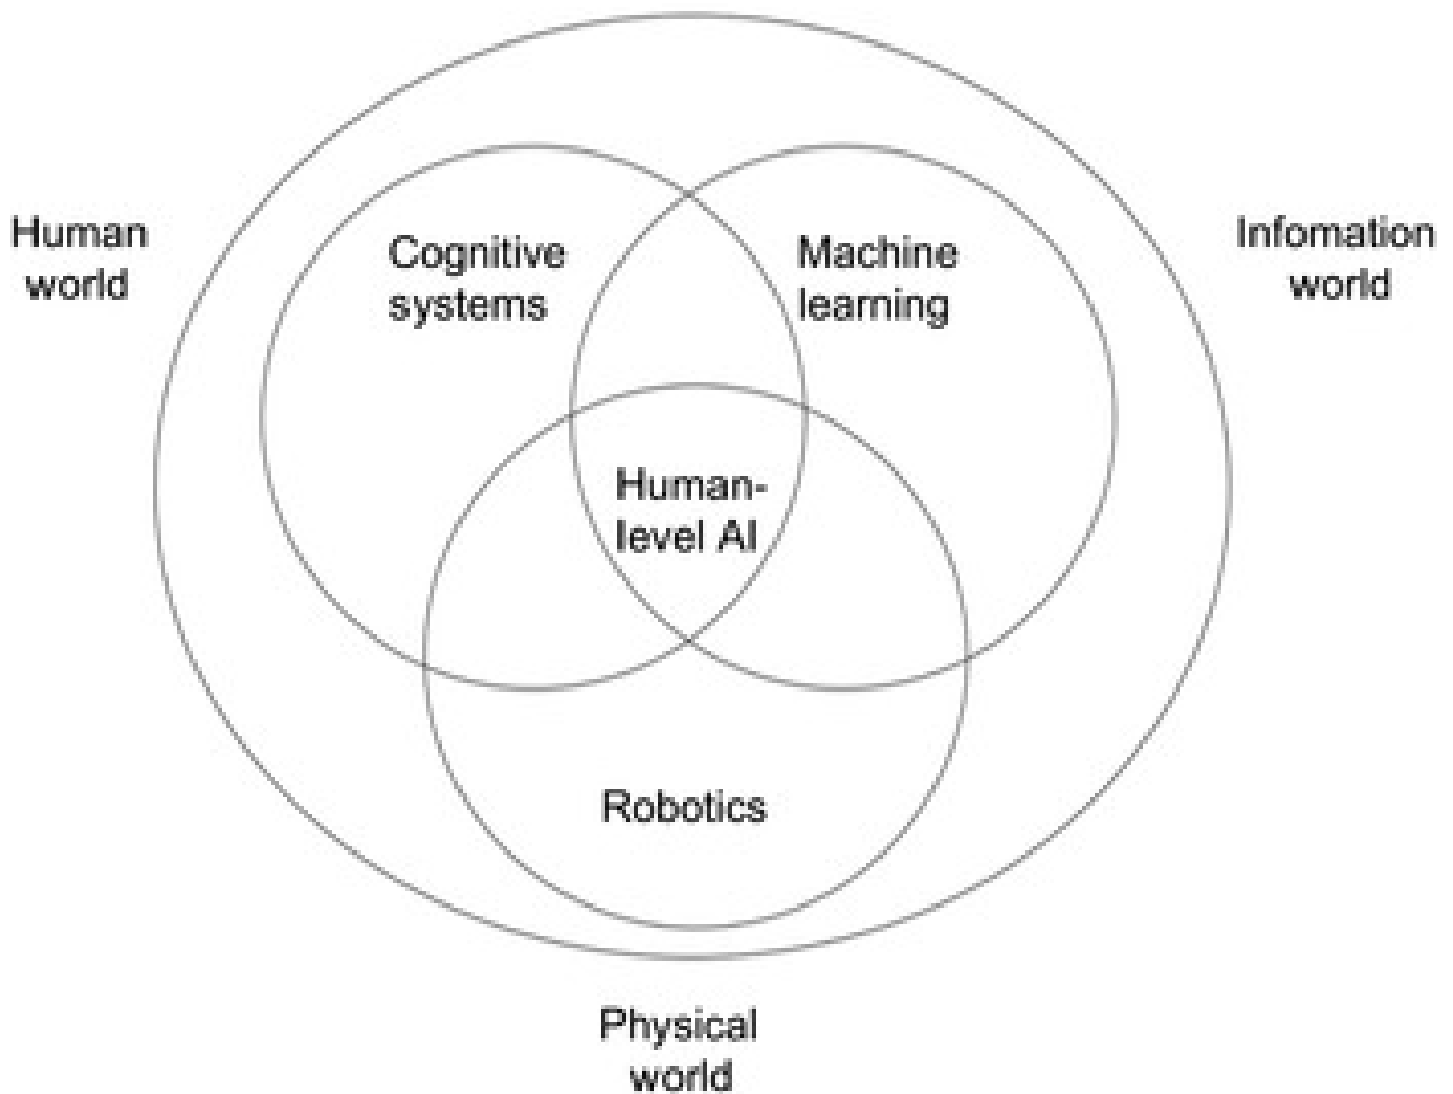 Human
world
Cognitive
systems
Machine
learning
Infomation
world
Human-
level AI
Robotics
Physical
world